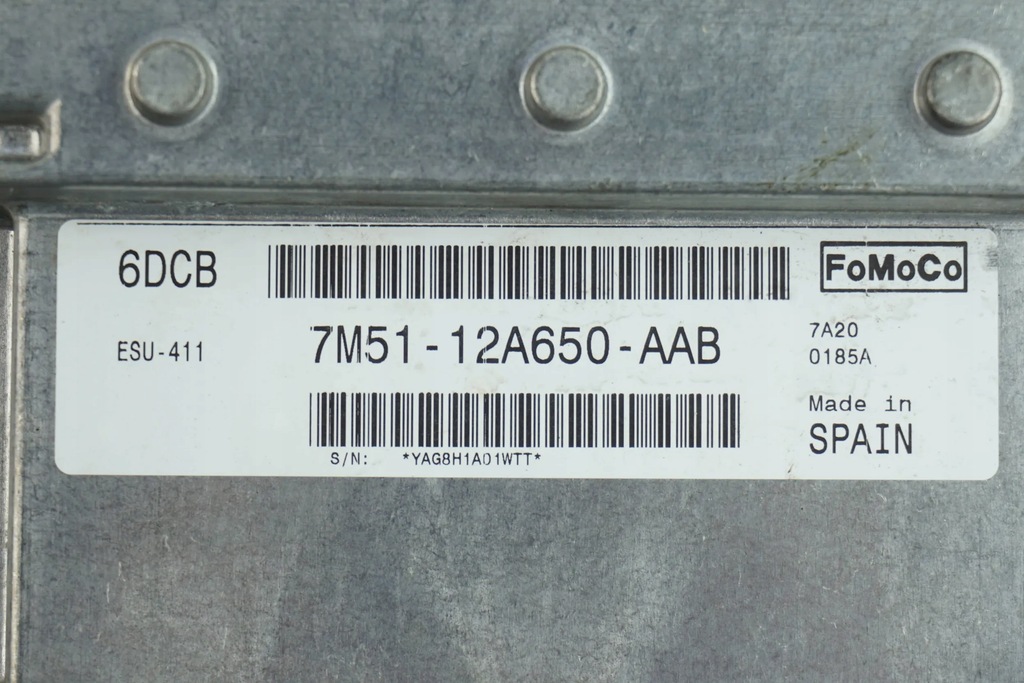 6DCB
FoMoCo
ESU-411
7M51-12A650-AAB
7A20
0185A
Made in
SPAIN
S/N: *YAG8H1A01WTT*